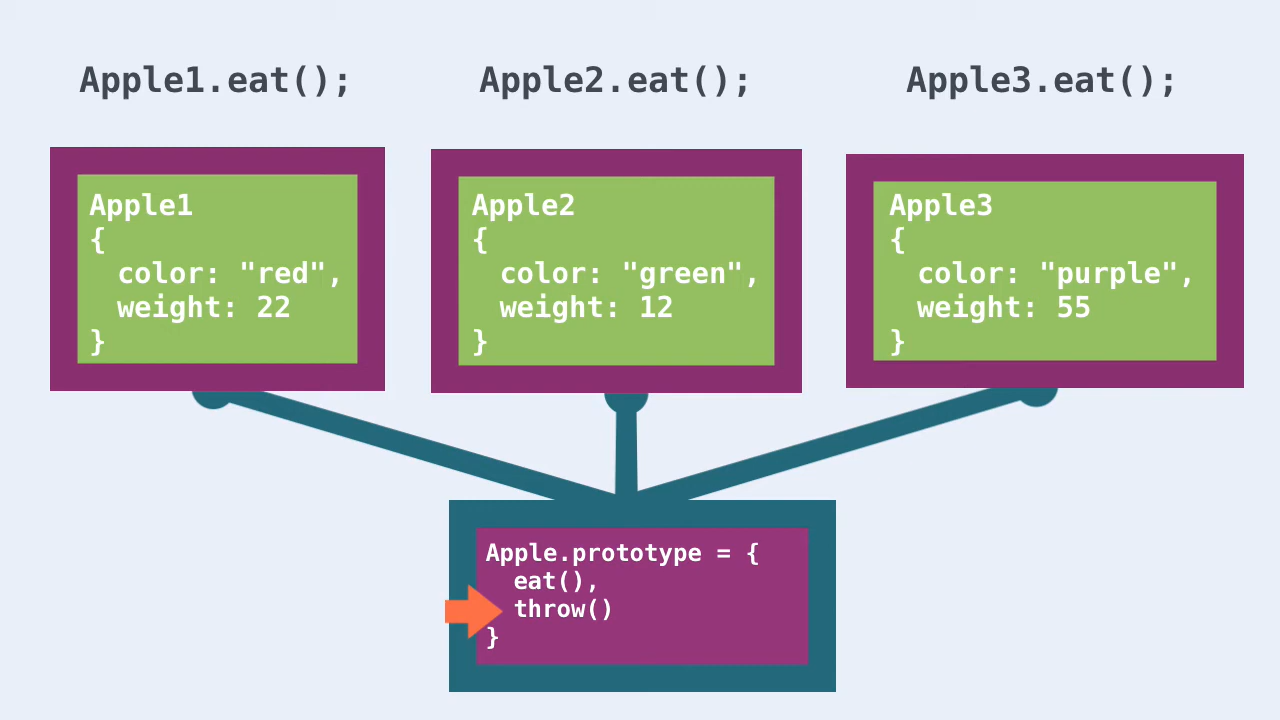 Apple1.eat();
Apple2.eat();
Apple3.eat();
Apple1
{
color: "red",
weight: 22
}
Apple2
{
color: "green",
weight: 12
}
Apple3
{
color: "purple",
weight: 55
}
Apple.prototype = {
eat(),
throw()
}